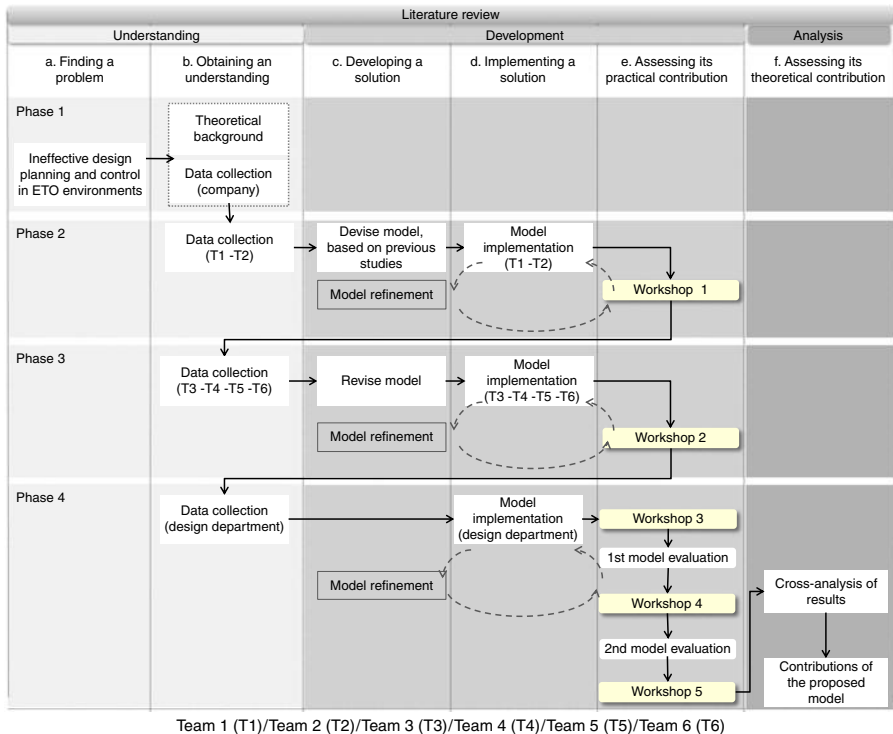 Literature review
Understanding
Development
Analysis
a. Finding a
problem
b. Obtaining an
understanding
c. Developing a
solution
d. Implementing a
solution
e. Assessing its
practical contribution
f. Assessing its
theoretical contribution
Phase 1
Theoretical
background
Ineffective design
planning and control
in ETO environments
Data collection
(company)
Phase 2
Data collection
(T1 -T2)
Devise model,
based on previous
studies
Model
implementation
(T1 -T2)
Model refinement
Workshop 1
Phase 3
Data collection
(T3 -T4 -T5 -T6)
Revise model
Model
implementation
(T3 -T4 -T5 -T6)
Model refinement
Workshop 2
Phase 4
Data collection
(design department)
Model
implementation
(design department)
Workshop 3
1st model evaluation
Model refinement
Workshop 4
2nd model evaluation
Workshop 5
Cross-analysis of
results
Contributions of
the proposed
model
Team 1 (T1)/Team 2 (T2)/Team 3 (T3)/Team 4 (T4)/Team 5 (T5)/Team 6 (T6)